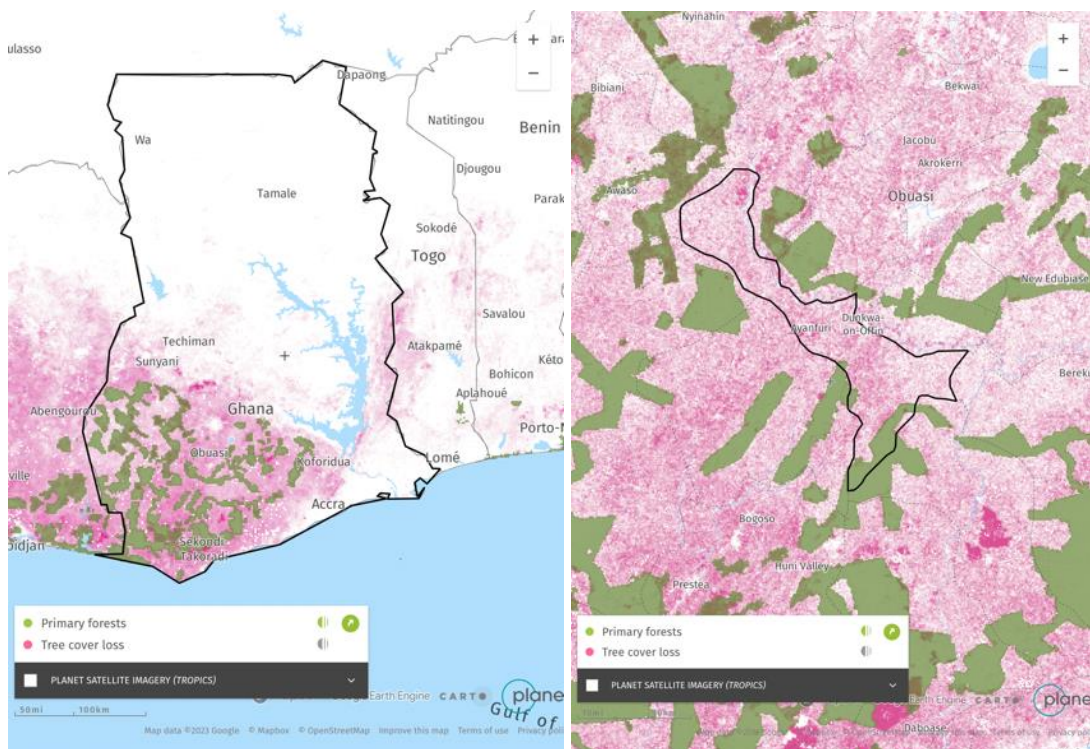 ulasso
Dapaong
Wa
Natitingou
Benin
Djougou
Tamale
Parak
Sokodé
Togo
Savalou
Techiman
Sunyani
Atakpamé
Kéto
Bohicon
Abengourou
Ghana
Aplahoué
Porto-N
Obuasi
ville
Koforidua
Lomé
Accra
Sekondi
Takoradi
Primary forests
Tree cover loss
PLANET SATELLITE IMAGERY (TROPICS)
Earth Engine CARTO planet
50mi 100km
Gulf of
Map data ©2023 Google © Mapbox © OpenStreetMap Improve this map Terms of use Privacy poli
Nyinahin
Bibiani
Bekwai
Jacobu
Akrokerri
Awaso
Obuasi
New Edubiase
Dunkwa-
on-Offin
Ayanfuri
Bereku
Bogoso
Huni Valley
Prestea
Primary forests
Tree cover loss
PLANET SATELLITE IMAGERY (TROPICS)
Earth Engine CARTO plane
Daboase